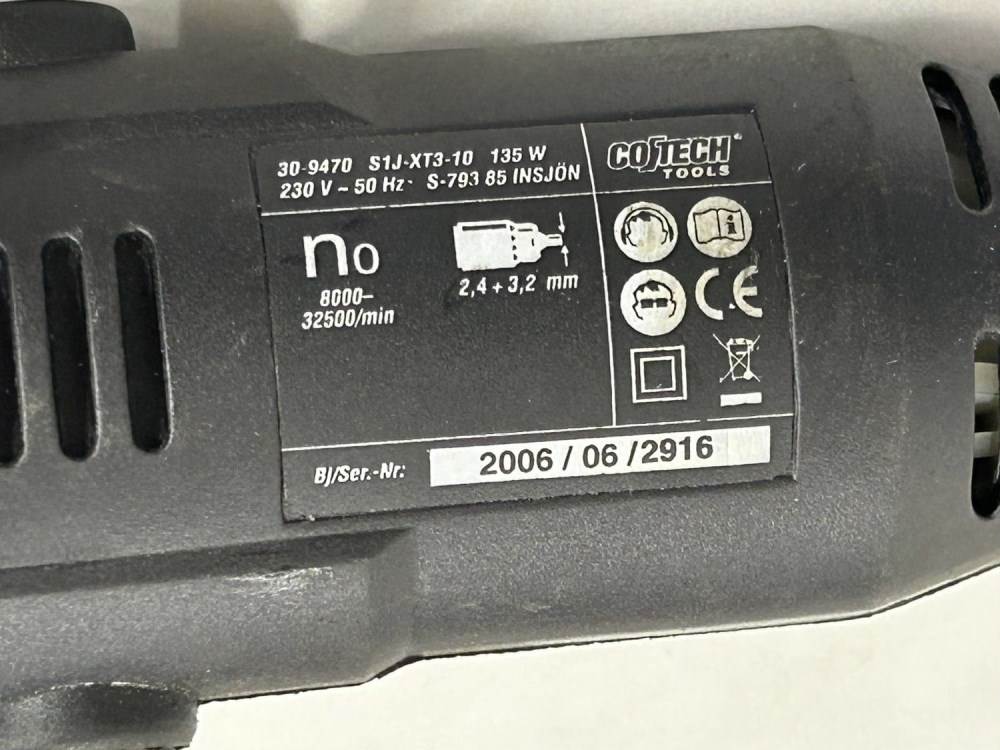 30-9470 S1J-XT3-10 135 W
230 V ~ 50 Hz S-793 85 INSJÖN
COTECH
TOOLS
n0
8000–
32500/min
2,4 + 3,2 mm
i
CE
Bj/Ser.-Nr:
2006 / 06 /2916